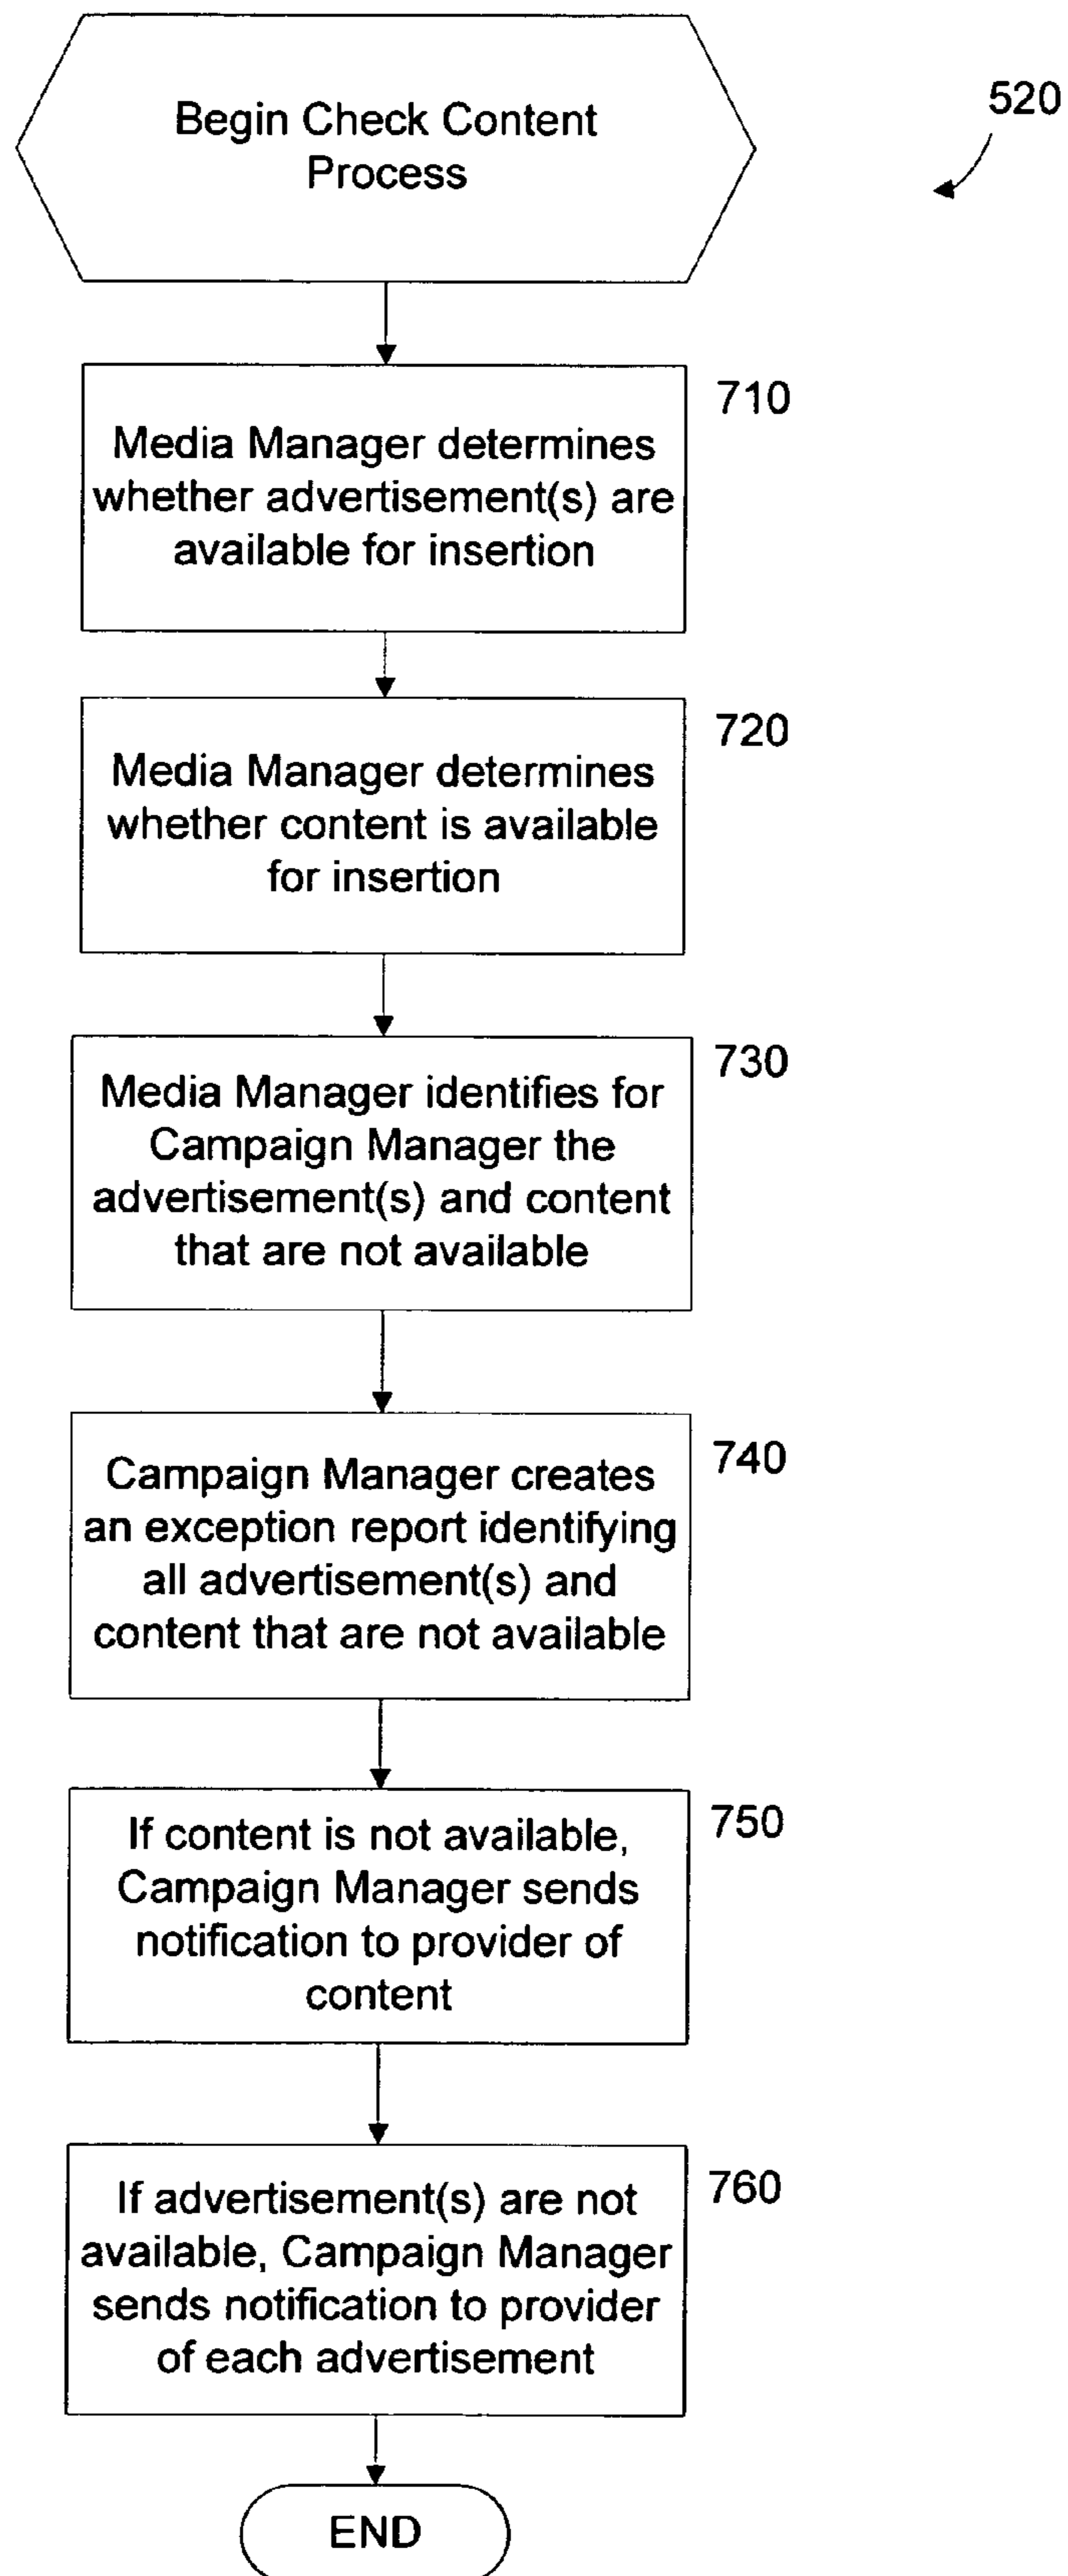 Begin Check Content
Process
520
710
Media Manager determines
whether advertisement(s) are
available for insertion
720
Media Manager determines
whether content is available
for insertion
730
Media Manager identifies for
Campaign Manager the
advertisement(s) and content
that are not available
740
Campaign Manager creates
an exception report identifying
all advertisement(s) and
content that are not available
750
If content is not available,
Campaign Manager sends
notification to provider of
content
760
If advertisement(s) are not
available, Campaign Manager
sends notification to provider
of each advertisement
END